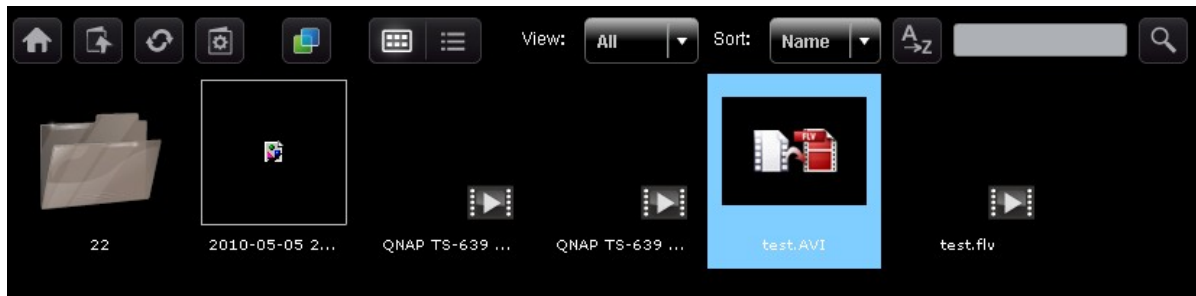 View: All Sort: Name A Z
FLV
22 2010-05-05 2... QNAP TS-639 ... QNAP TS-639 ... test.AVI test.flv